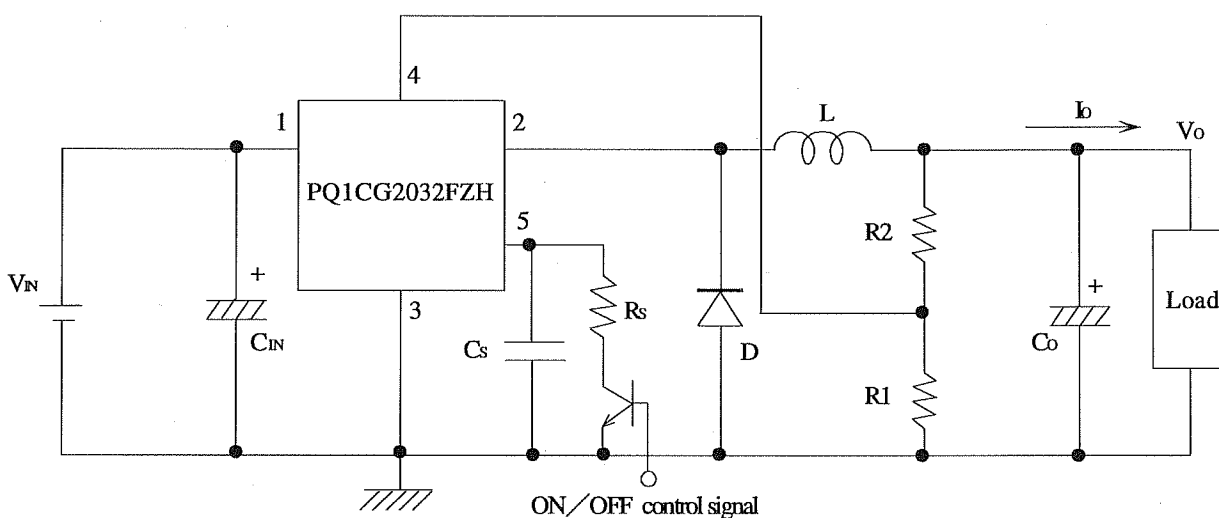 4
1
2
L
Io
Vo
PQ1CG2032FZH
5
R2
VIN
+
+
Load
3
Rs
CIN
Cs
D
Co
R1
ON／OFF control signal